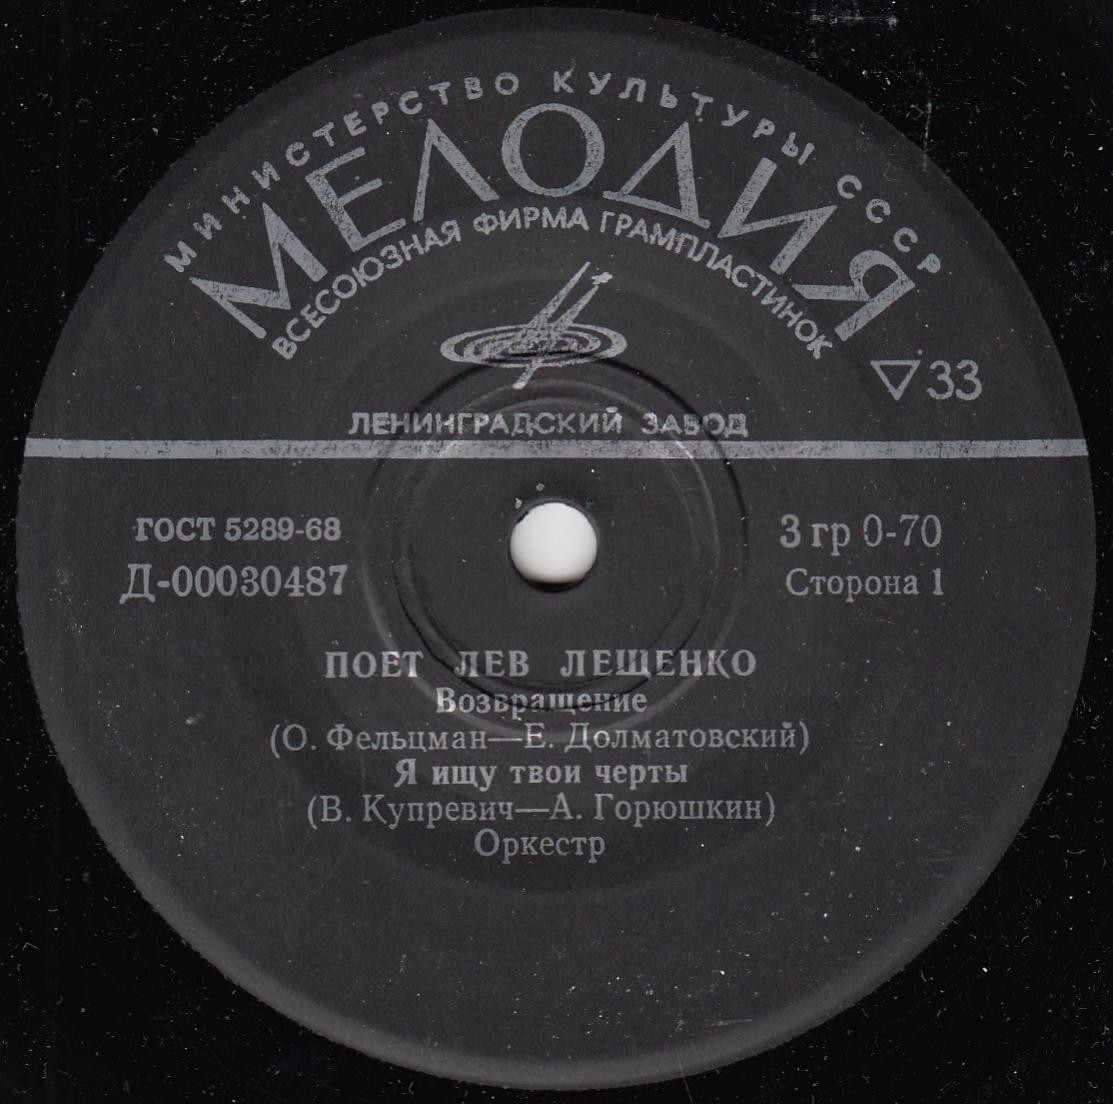 МИНИСТЕРСТВО КУЛЬТУРЫ СССР
МЕЛОДИЯ
ВСЕСОЮЗНАЯ ФИРМА ГРАМПЛАСТИНОК
▽33
ЛЕНИНГРАДСКИЙ ЗАВОД
ГОСТ 5289-68
3 гр 0-70
Д-00030487
Сторона 1
ПОЕТ ЛЕВ ЛЕЩЕНКО
Возвращение
(О. Фельцман—Е. Долматовский)
Я ищу твои черты
(В. Купревич—А. Горюшкин)
Оркестр